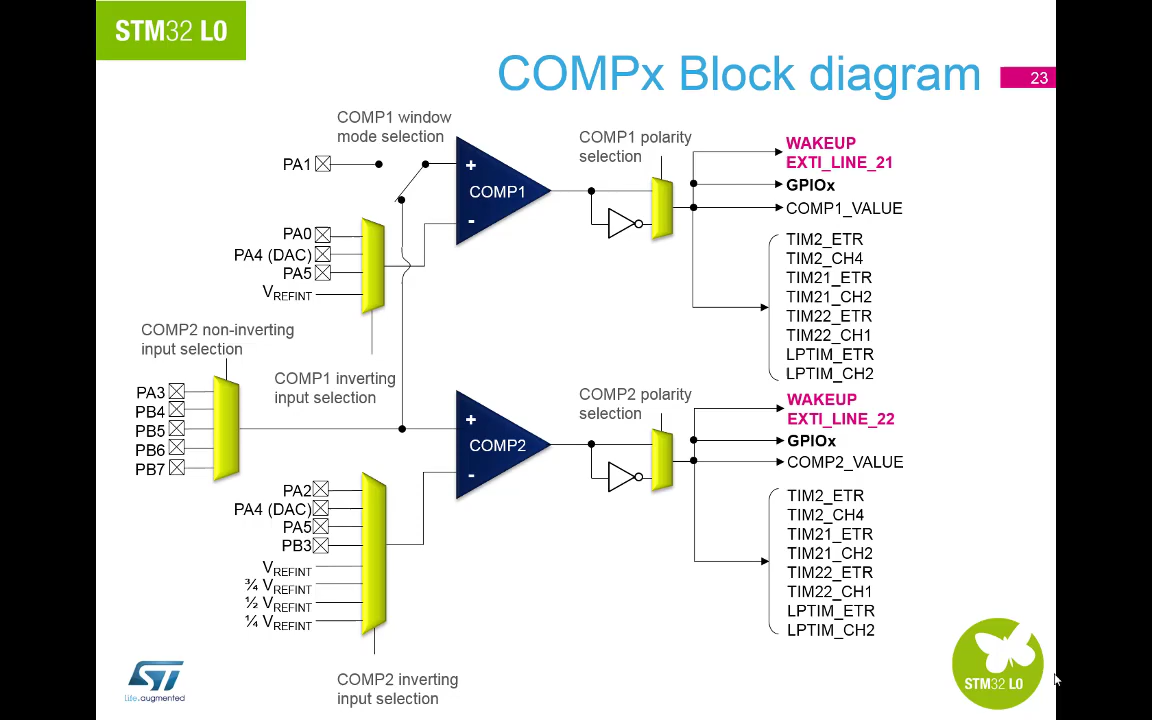 STM32 L0
COMPx Block diagram
23
COMP1 window
mode selection
COMP1 polarity
selection
PA1
+
COMP1
-
WAKEUP
EXTI_LINE_21
GPIOx
COMP1_VALUE
PA0
PA4 (DAC)
PA5
VREFINT
TIM2_ETR
TIM2_CH4
TIM21_ETR
TIM21_CH2
TIM22_ETR
TIM22_CH1
LPTIM_ETR
LPTIM_CH2
COMP2 non-inverting
input selection
COMP1 inverting
input selection
PA3
PB4
PB5
PB6
PB7
COMP2 polarity
selection
+
COMP2
-
WAKEUP
EXTI_LINE_22
GPIOx
COMP2_VALUE
PA2
PA4 (DAC)
PA5
PB3
VREFINT
¾ VREFINT
½ VREFINT
¼ VREFINT
TIM2_ETR
TIM2_CH4
TIM21_ETR
TIM21_CH2
TIM22_ETR
TIM22_CH1
LPTIM_ETR
LPTIM_CH2
COMP2 inverting
input selection
ST
life.augmented
STM32 L0